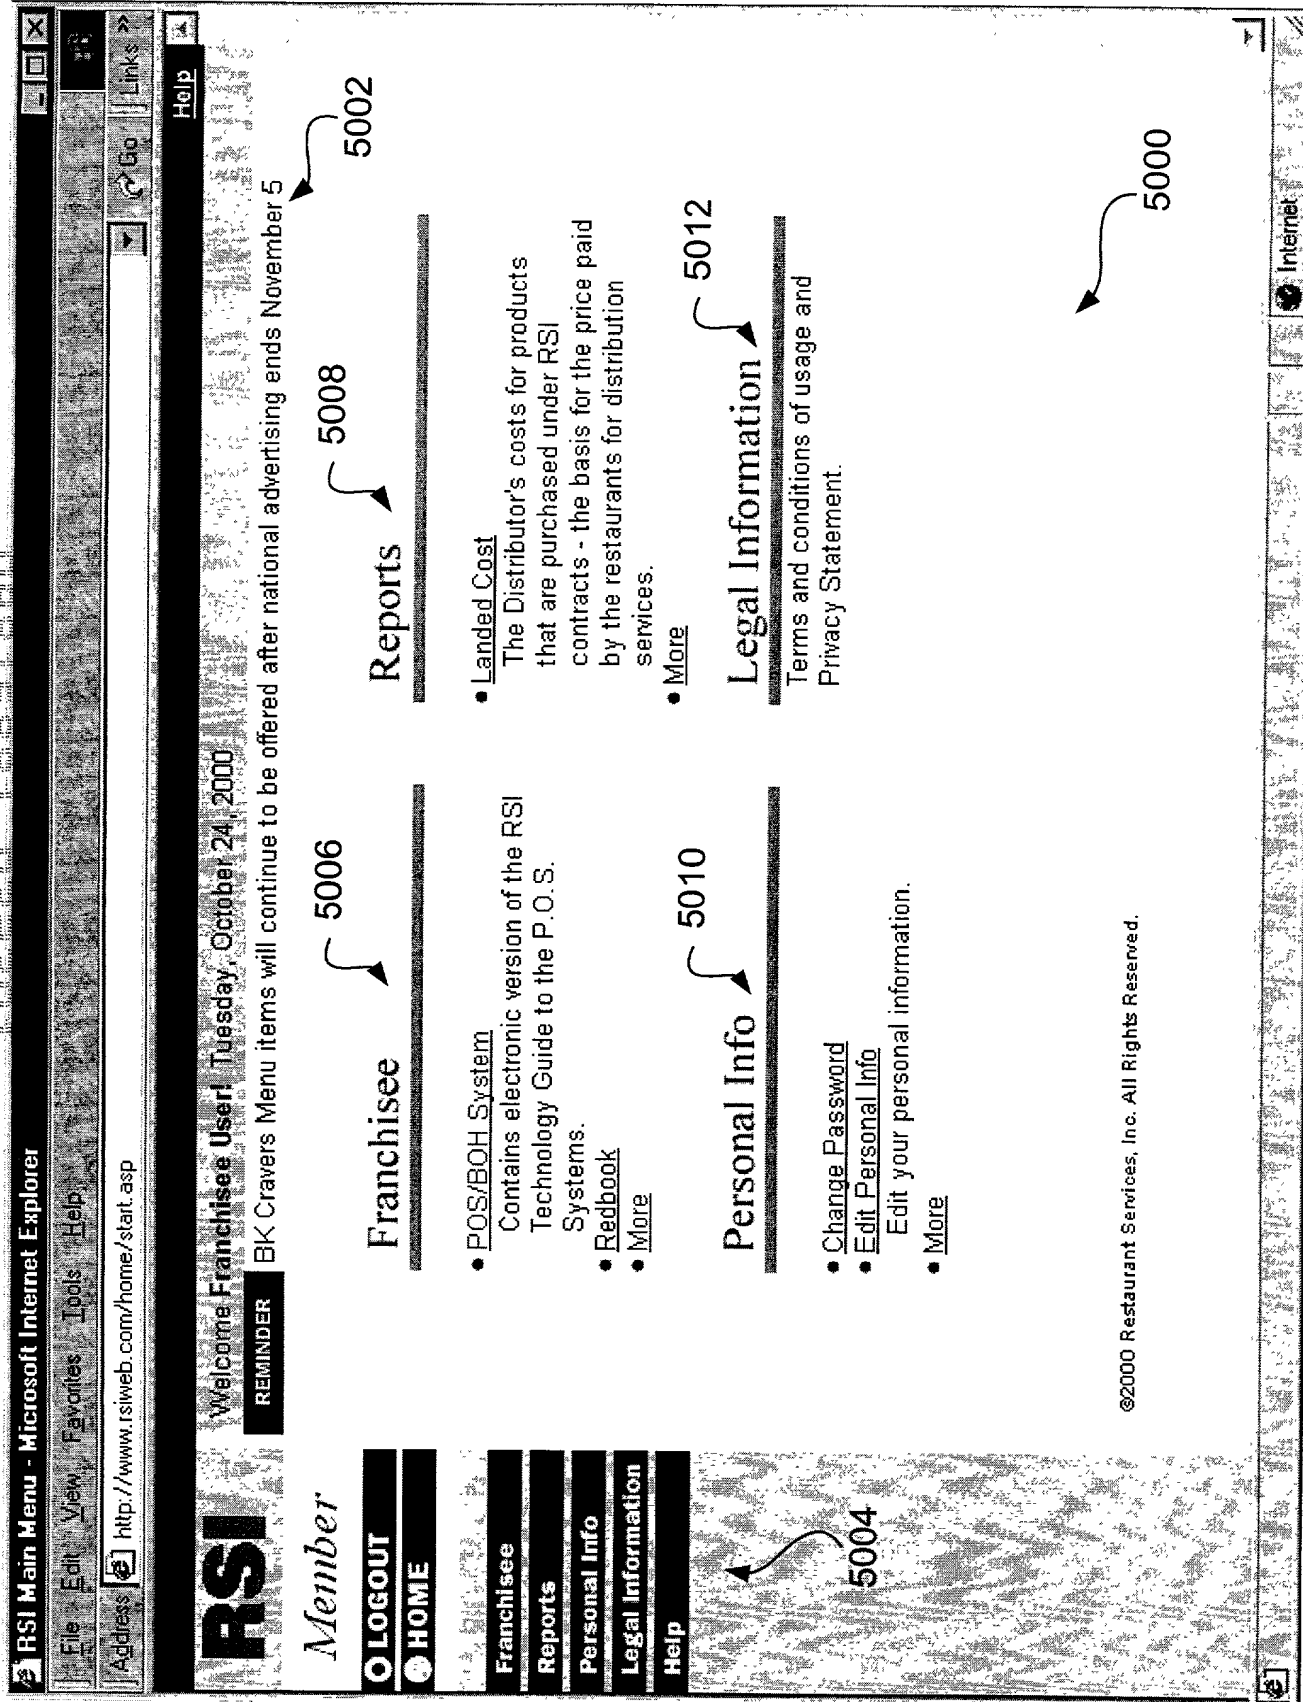 RSI Main Menu - Microsoft Internet Explorer
File Edit View Favorites Tools Help
Address http://www.rsiweb.com/home/start.asp Go Links »
Help
RSI
Welcome Franchisee User! Tuesday, October 24, 2000
REMINDER BK Cravers Menu items will continue to be offered after national advertising ends November 5
5002
Member
LOGOUT
HOME
Franchisee
Reports
Personal Info
Legal Information
Help
5004
5006
Franchisee
• POS/BOH System
Contains electronic version of the RSI
Technology Guide to the P.O.S.
Systems.
• Redbook
• More
5008
Reports
• Landed Cost
The Distributor's costs for products
that are purchased under RSI
contracts - the basis for the price paid
by the restaurants for distribution
services.
• More
5010
Personal Info
• Change Password
• Edit Personal Info
Edit your personal information.
• More
5012
Legal Information
Terms and conditions of usage and
Privacy Statement.
5000
©2000 Restaurant Services, Inc. All Rights Reserved.
Internet